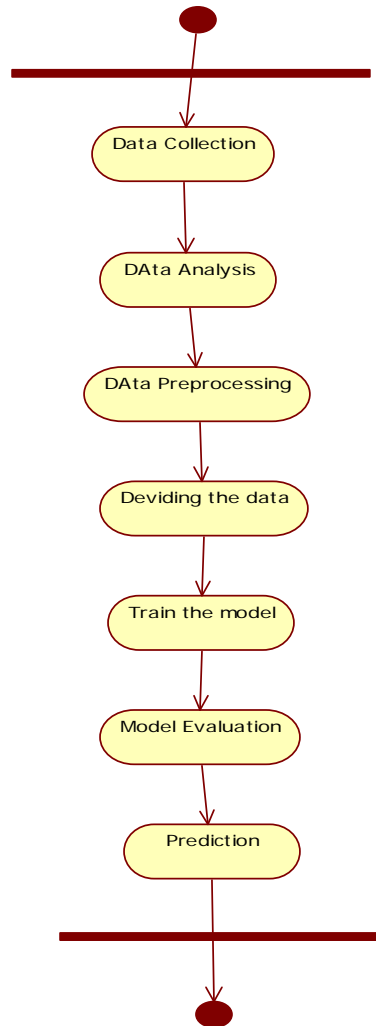 Data Collection
DAta Analysis
DAta Preprocessing
Deviding the data
Train the model
Model Evaluation
Prediction